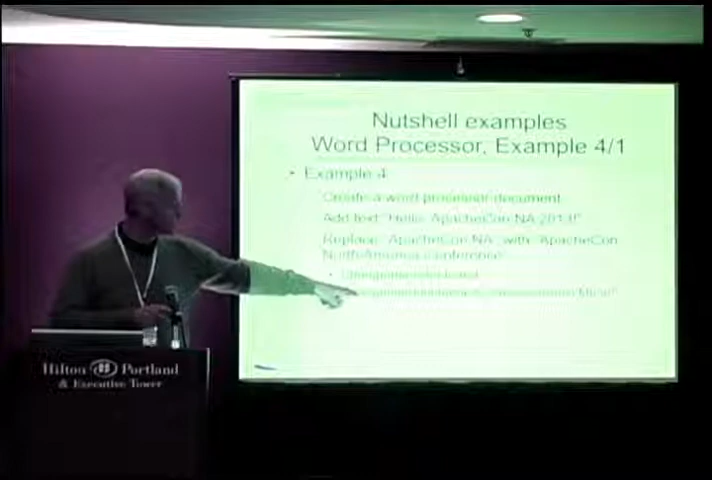 Nutshell examples
Word Processor, Example 4/1
• Example 4
Create a word processor document
Add text "Hello, ApacheCon NA 2013!"
Replace "ApacheCon NA" with "ApacheCon
North America Conference"
Hilton Portland
& Executive Tower